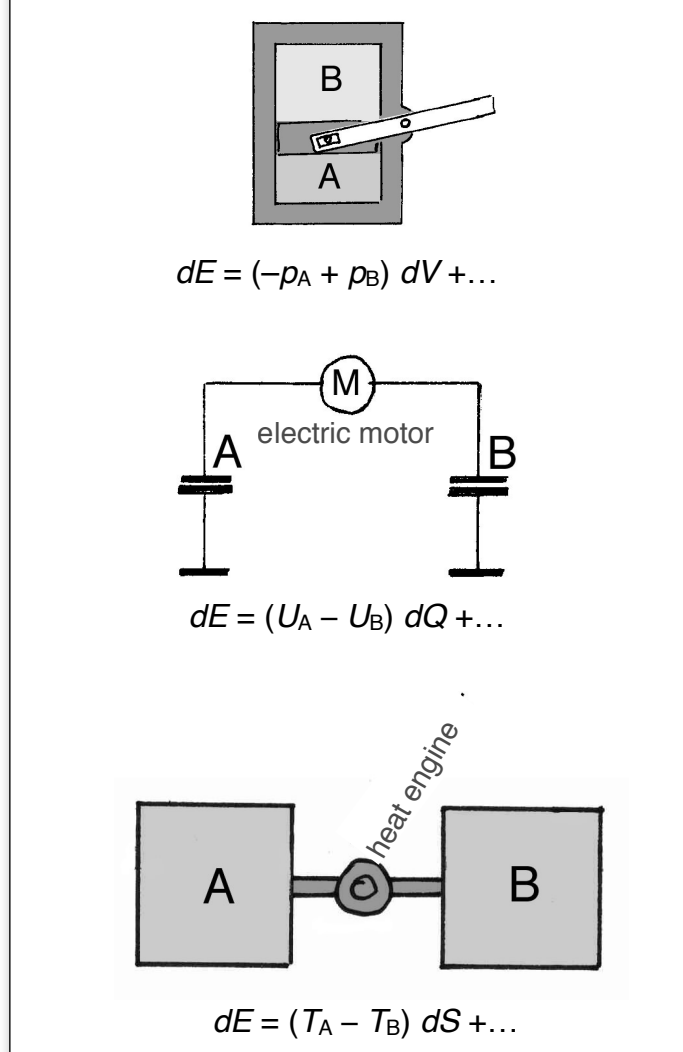 B
A
dE = (–pA + pB) dV +…
M
electric motor
A
B
dE = (UA – UB) dQ +…
heat engine
A
B
dE = (TA – TB) dS +…